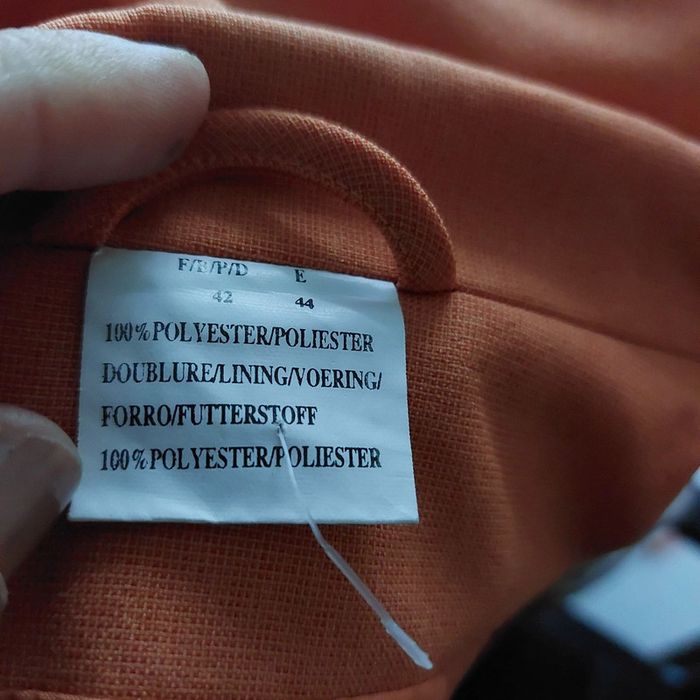 F/B/P/D E
42 44
100%POLYESTER/POLIESTER
DOUBLURE/LINING/VOERING/
FORRO/FUTTERSTOFF
100%POLYESTER/POLIESTER